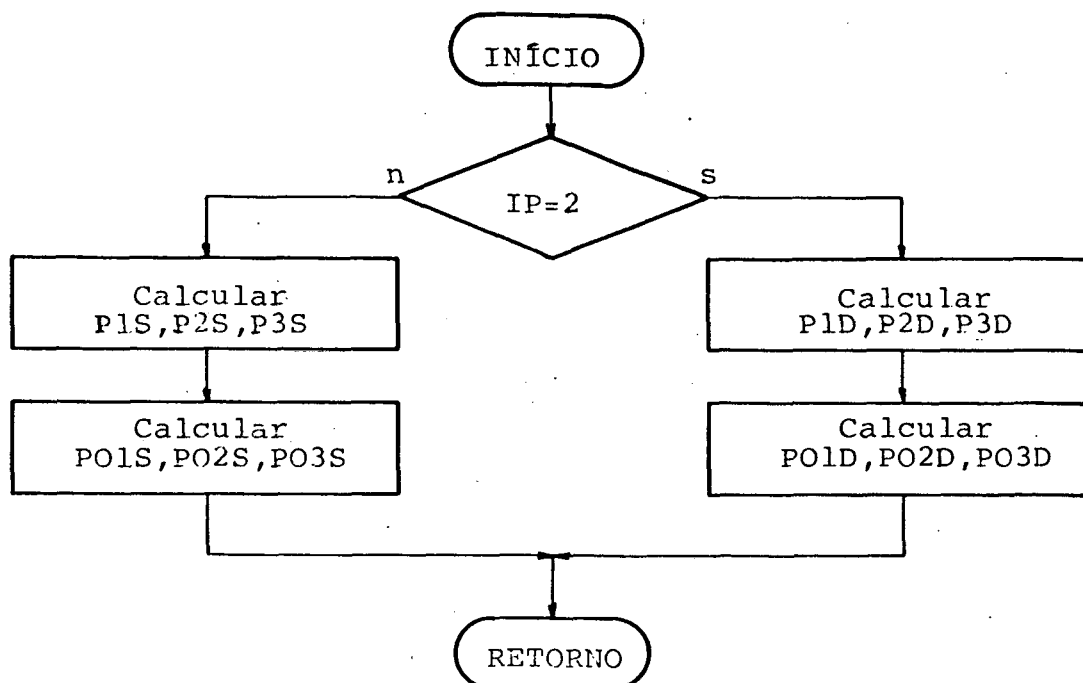 INÍCIO
n
s
IP=2
Calcular
P1S,P2S,P3S
Calcular
P1D,P2D,P3D
Calcular
PO1S,PO2S,PO3S
Calcular
PO1D,PO2D,PO3D
RETORNO